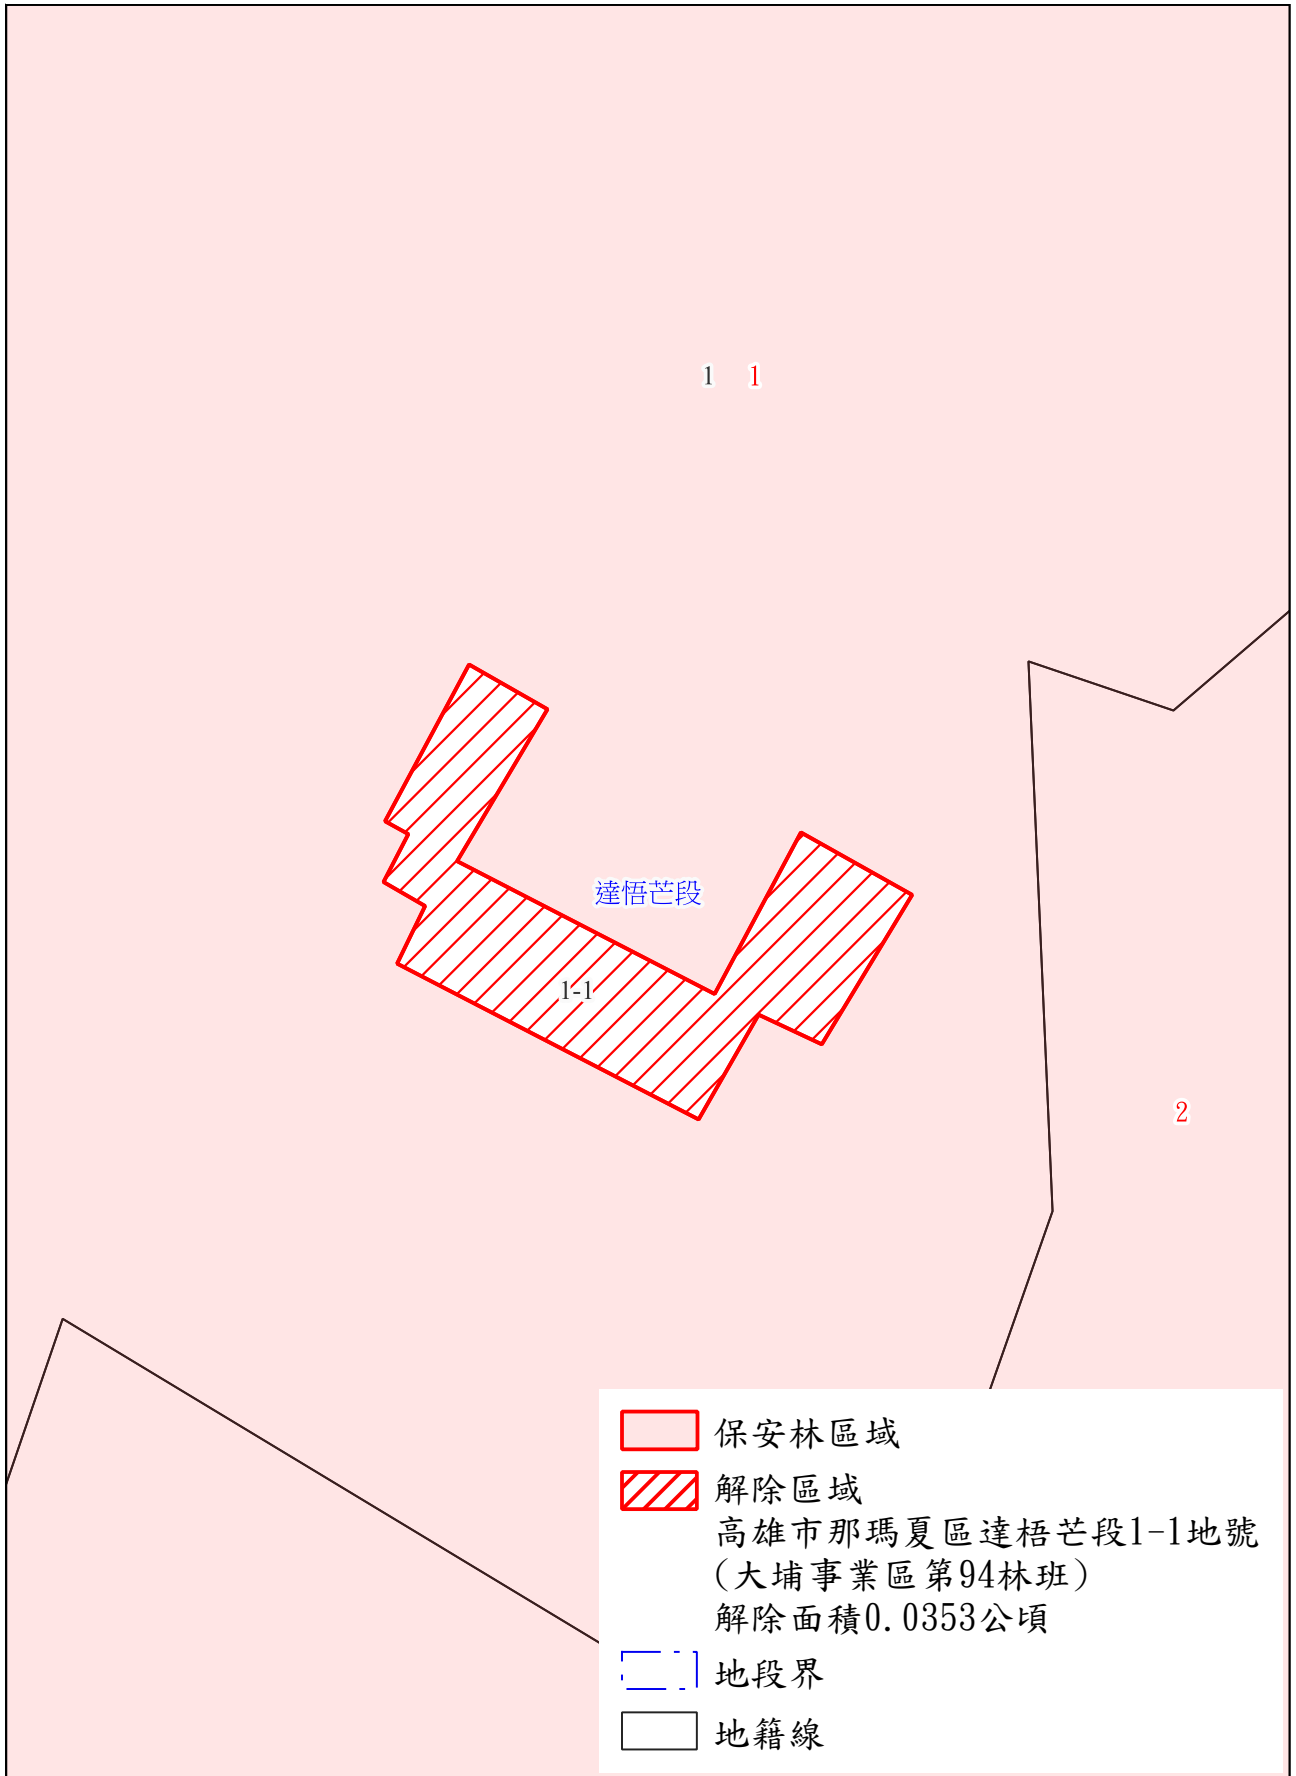 1 1
達悟芒段
1-1
2
保安林區域
解除區域
高雄市那瑪夏區達梧芒段1-1地號
(大埔事業區第94林班)
解除面積0.0353公頃
地段界
地籍線